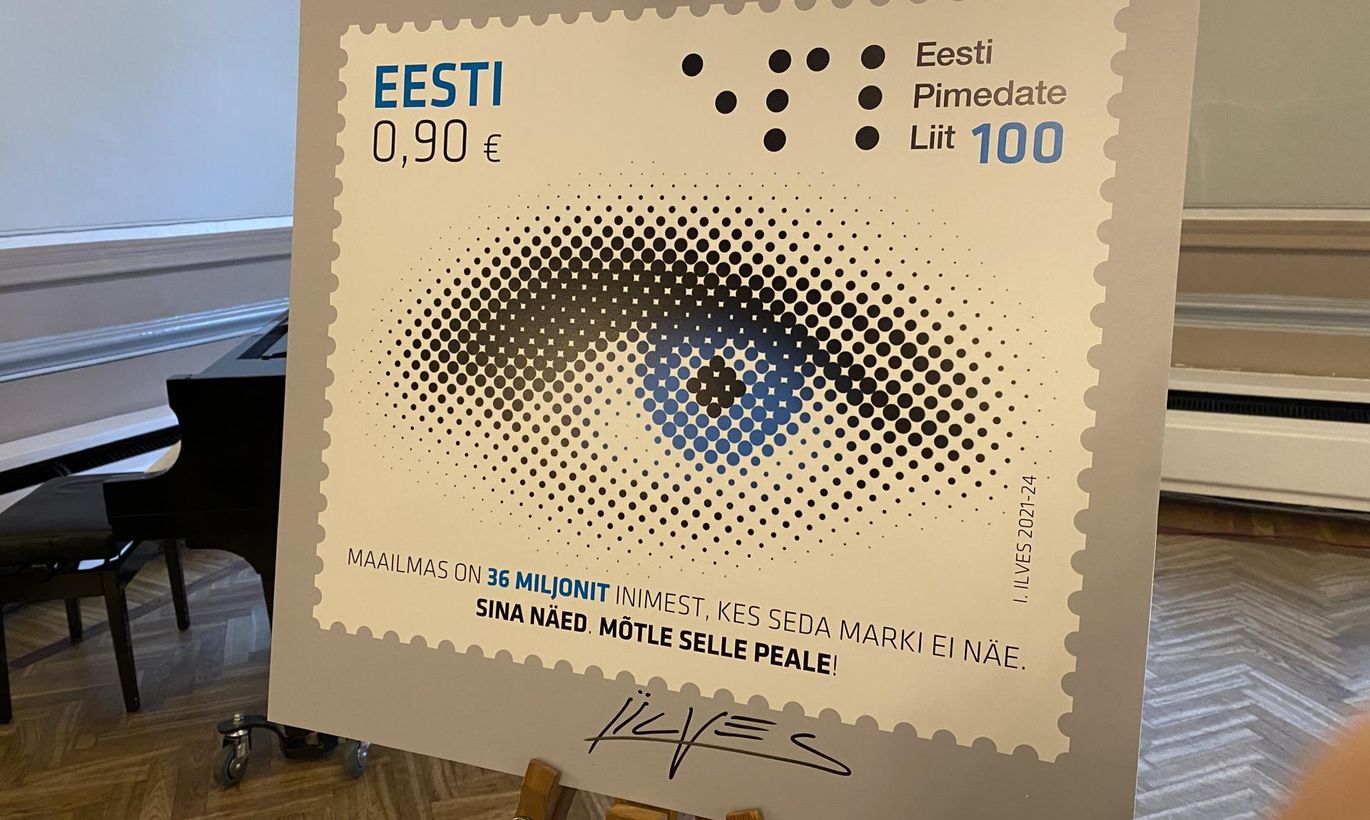 EESTI
0,90 €
Eesti
Pimedate
Liit 100
I. ILVES 2021-24
MAAILMAS ON 36 MILJONIT INIMEST, KES SEDA MARKI EI NÄE.
SINA NÄED. MÕTLE SELLE PEALE!
IILVES